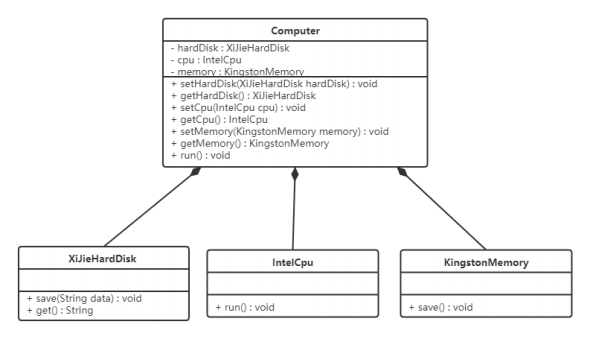 Computer
- hardDisk : XiJieHardDisk
- cpu : IntelCpu
- memory : KingstonMemory
+ setHardDisk(XiJieHardDisk hardDisk) : void
+ getHardDisk() : XiJieHardDisk
+ setCpu(IntelCpu cpu) : void
+ getCpu() : IntelCpu
+ setMemory(KingstonMemory memory) : void
+ getMemory() : KingstonMemory
+ run() : void
XiJieHardDisk
+ save(String data) : void
+ get() : String
IntelCpu
+ run() : void
KingstonMemory
+ save() : void